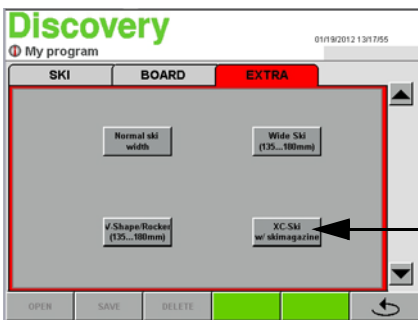 Discovery
01/19/2012 13/17/55
My program
SKI BOARD EXTRA
Normal ski
width
Wide Ski
(135...180mm)
V-Shape/Rocker
(135...180mm)
XC-Ski
w/ skimagazine
OPEN SAVE DELETE